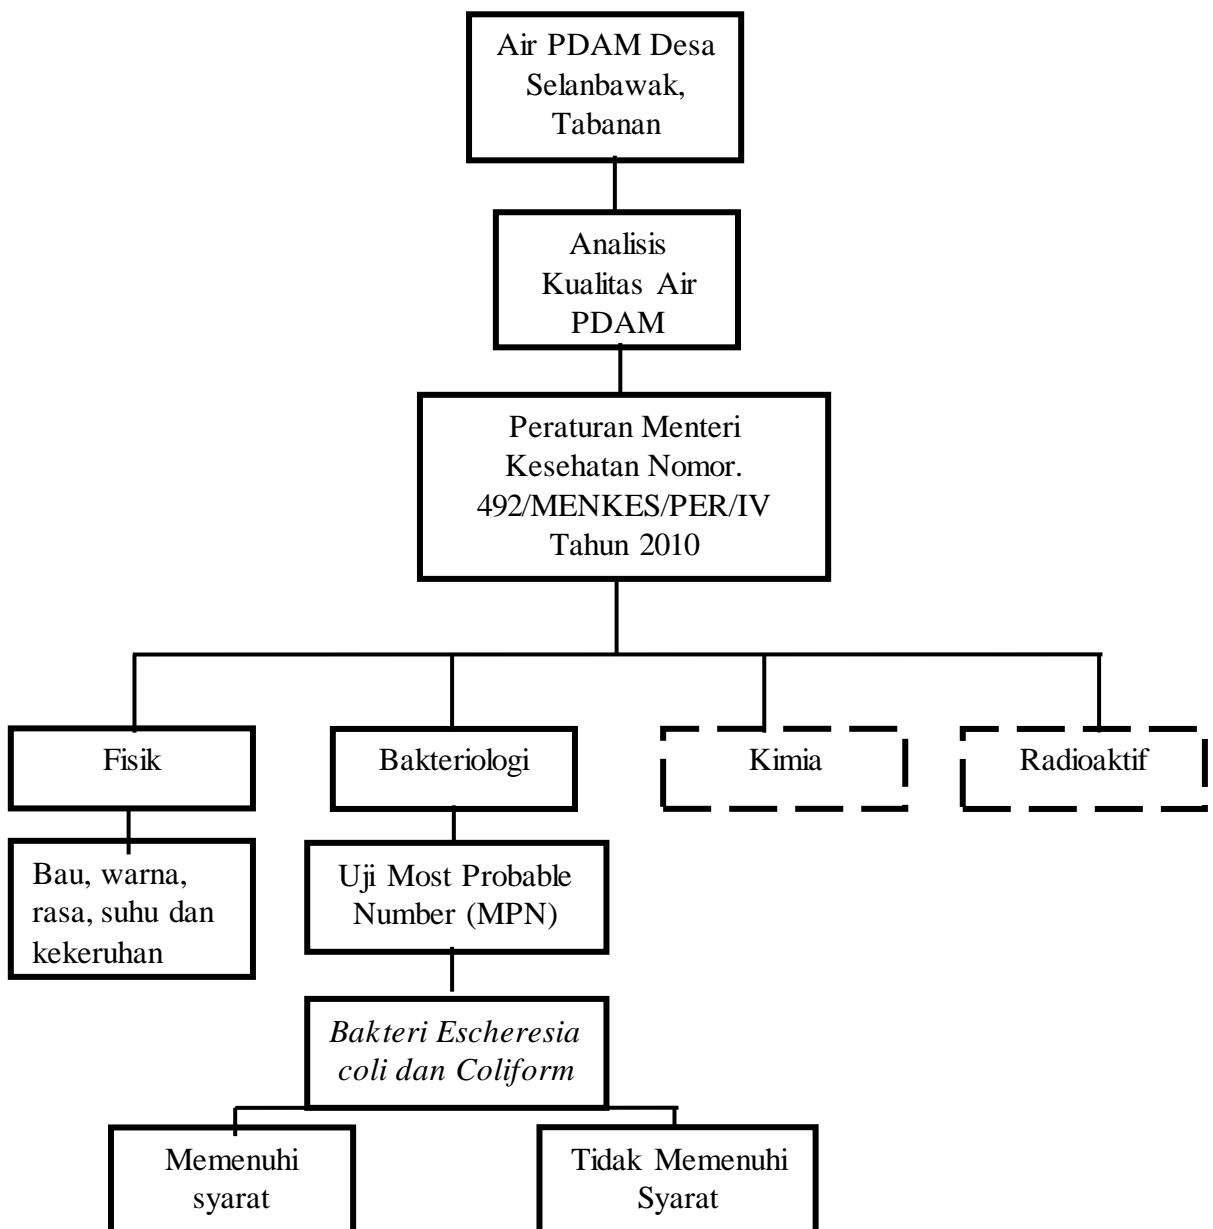 Air PDAM Desa
Selanbawak,
Tabanan
Analisis
Kualitas Air
PDAM
Peraturan Menteri
Kesehatan Nomor.
492/MENKES/PER/IV
Tahun 2010
Fisik
Bakteriologi
Kimia
Radioaktif
Bau, warna,
rasa, suhu dan
kekeruhan
Uji Most Probable
Number (MPN)
Bakteri Escheresia
coli dan Coliform
Memenuhi
syarat
Tidak Memenuhi
Syarat